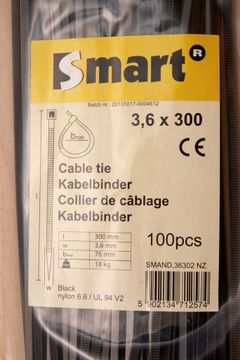 Smart®
Batch nr.: 20131017-9004612
3,6 x 300
b max
CE
Cable tie
Kabelbinder
Collier de câblage
Kabelbinder
l 300 mm
w 3,6 mm
b max 76 mm
18 kg
100pcs
SMAND,36302 NZ
Black
nylon 6.6 / UL 94 V2
5 902134 712574